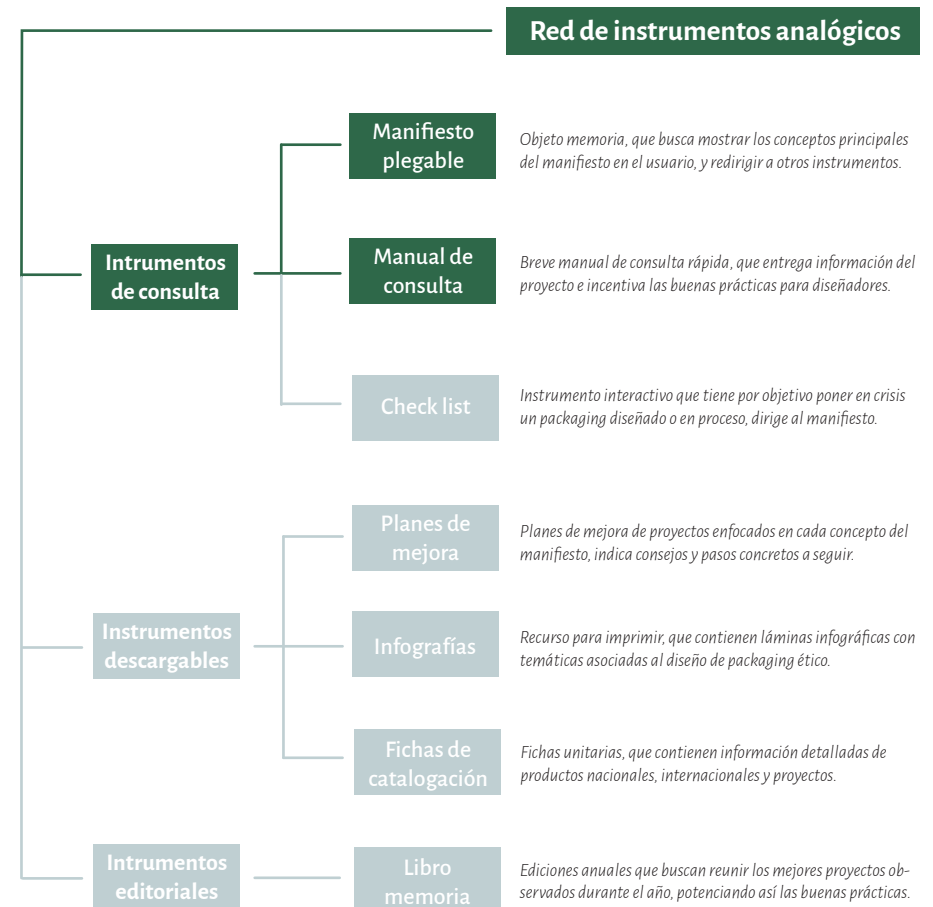 Red de instrumentos analógicos
Manifiesto
plegable
Objeto memoria, que busca mostrar los conceptos principales
del manifiesto en el usuario, y redirigir a otros instrumentos.
Intrumentos
de consulta
Manual de
consulta
Breve manual de consulta rápida, que entrega información del
proyecto e incentiva las buenas prácticas para diseñadores.
Check list
Instrumento interactivo que tiene por objetivo poner en crisis
un packaging diseñado o en proceso, dirige al manifiesto.
Planes de
mejora
Planes de mejora de proyectos enfocados en cada concepto del
manifiesto, indica consejos y pasos concretos a seguir.
Instrumentos
descargables
Infografías
Recurso para imprimir, que contienen láminas infográficas con
temáticas asociadas al diseño de packaging ético.
Fichas de
catalogación
Fichas unitarias, que contienen información detalladas de
productos nacionales, internacionales y proyectos.
Intrumentos
editoriales
Libro
memoria
Ediciones anuales que buscan reunir los mejores proyectos ob-
servados durante el año, potenciando así las buenas prácticas.